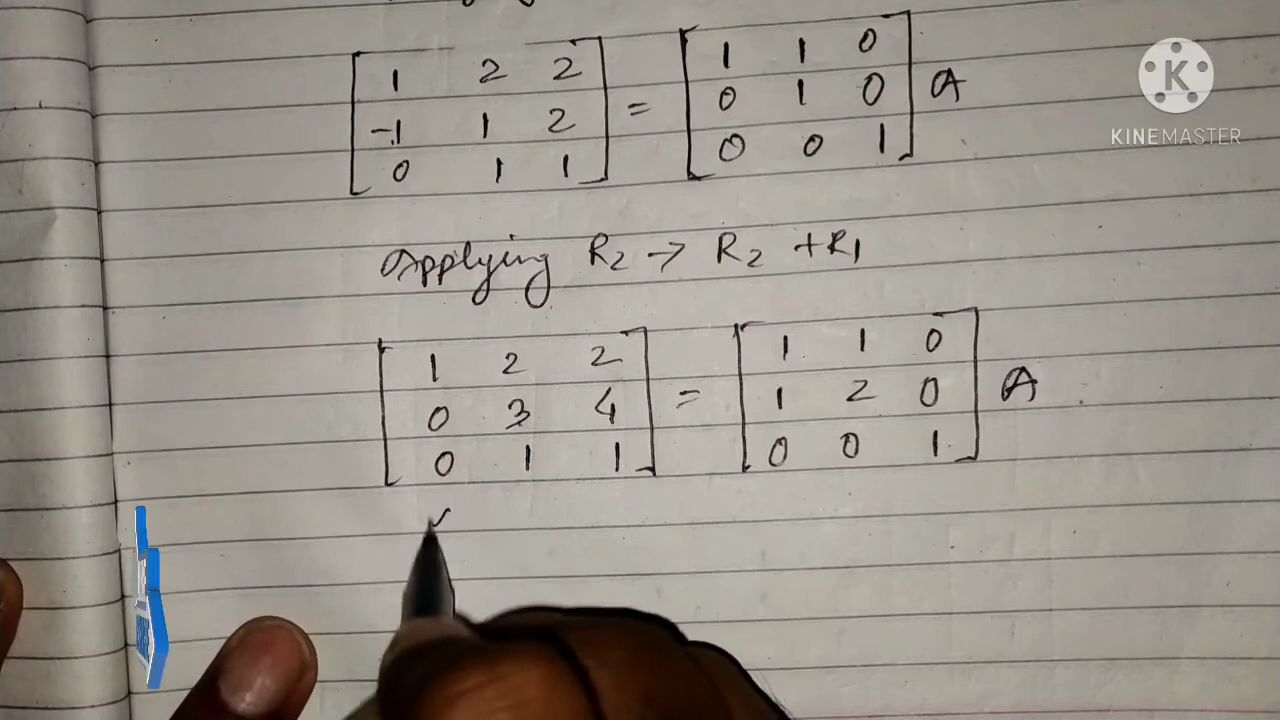 1 2 2 1 1 0
-1 1 2 = 0 1 0 A
0 1 1 0 0 1
K
KINEMASTER
Applying R2 → R2 + R1
1 2 2 1 1 0
0 3 4 = 1 2 0 A
0 1 1 0 0 1